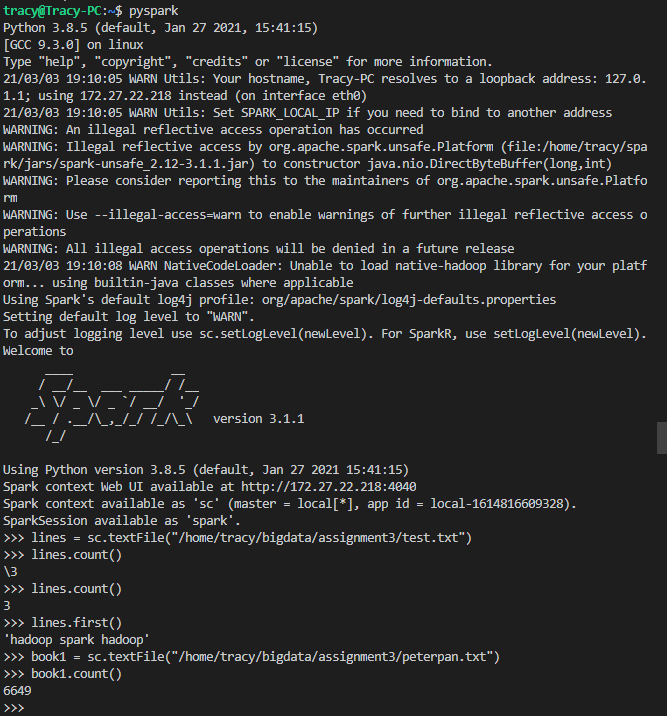 tracy@Tracy-PC:~$ pyspark
Python 3.8.5 (default, Jan 27 2021, 15:41:15)
[GCC 9.3.0] on linux
Type "help", "copyright", "credits" or "license" for more information.
21/03/03 19:10:05 WARN Utils: Your hostname, Tracy-PC resolves to a loopback address: 127.0.
1.1; using 172.27.22.218 instead (on interface eth0)
21/03/03 19:10:05 WARN Utils: Set SPARK_LOCAL_IP if you need to bind to another address
WARNING: An illegal reflective access operation has occurred
WARNING: Illegal reflective access by org.apache.spark.unsafe.Platform (file:/home/tracy/spa
rk/jars/spark-unsafe_2.12-3.1.1.jar) to constructor java.nio.DirectByteBuffer(long,int)
WARNING: Please consider reporting this to the maintainers of org.apache.spark.unsafe.Platfo
rm
WARNING: Use --illegal-access=warn to enable warnings of further illegal reflective access o
perations
WARNING: All illegal access operations will be denied in a future release
21/03/03 19:10:08 WARN NativeCodeLoader: Unable to load native-hadoop library for your platf
orm... using builtin-java classes where applicable
Using Spark's default log4j profile: org/apache/spark/log4j-defaults.properties
Setting default log level to "WARN".
To adjust logging level use sc.setLogLevel(newLevel). For SparkR, use setLogLevel(newLevel).
Welcome to
      ____              __
     / __/__  ___ _____/ /__
    _\ \/ _ \/ _ `/ __/  '_/
   /__ / .__/\_,_/_/ /_/\_\   version 3.1.1
      /_/
Using Python version 3.8.5 (default, Jan 27 2021 15:41:15)
Spark context Web UI available at http://172.27.22.218:4040
Spark context available as 'sc' (master = local[*], app id = local-1614816609328).
SparkSession available as 'spark'.
>>> lines = sc.textFile("/home/tracy/bigdata/assignment3/test.txt")
>>> lines.count()
\3
>>> lines.count()
3
>>> lines.first()
'hadoop spark hadoop'
>>> book1 = sc.textFile("/home/tracy/bigdata/assignment3/peterpan.txt")
>>> book1.count()
6649
>>>